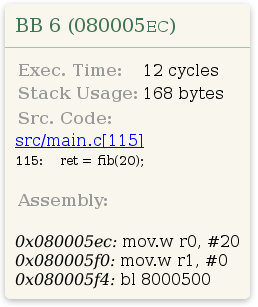 BB 6 (080005EC)
Exec. Time: 12 cycles
Stack Usage: 168 bytes
Src. Code:
src/main.c[115]
115: ret = fib(20);
Assembly:
0x080005ec: mov.w r0, #20
0x080005f0: mov.w r1, #0
0x080005f4: bl 8000500